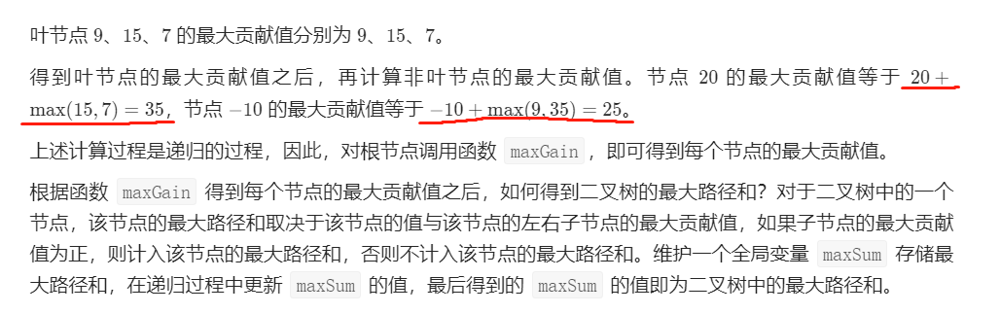 叶节点 9、15、7 的最大贡献值分别为 9、15、7。
得到叶节点的最大贡献值之后，再计算非叶节点的最大贡献值。节点 20 的最大贡献值等于 20 +
max(15, 7) = 35，节点 −10 的最大贡献值等于 −10 + max(9, 35) = 25。
上述计算过程是递归的过程，因此，对根节点调用函数 maxGain ，即可得到每个节点的最大贡献值。
根据函数 maxGain 得到每个节点的最大贡献值之后，如何得到二叉树的最大路径和？对于二叉树中的一个
节点，该节点的最大路径和取决于该节点的值与该节点的左右子节点的最大贡献值，如果子节点的最大贡献
值为正，则计入该节点的最大路径和，否则不计入该节点的最大路径和。维护一个全局变量 maxSum 存储最
大路径和，在递归过程中更新 maxSum 的值，最后得到的 maxSum 的值即为二叉树中的最大路径和。